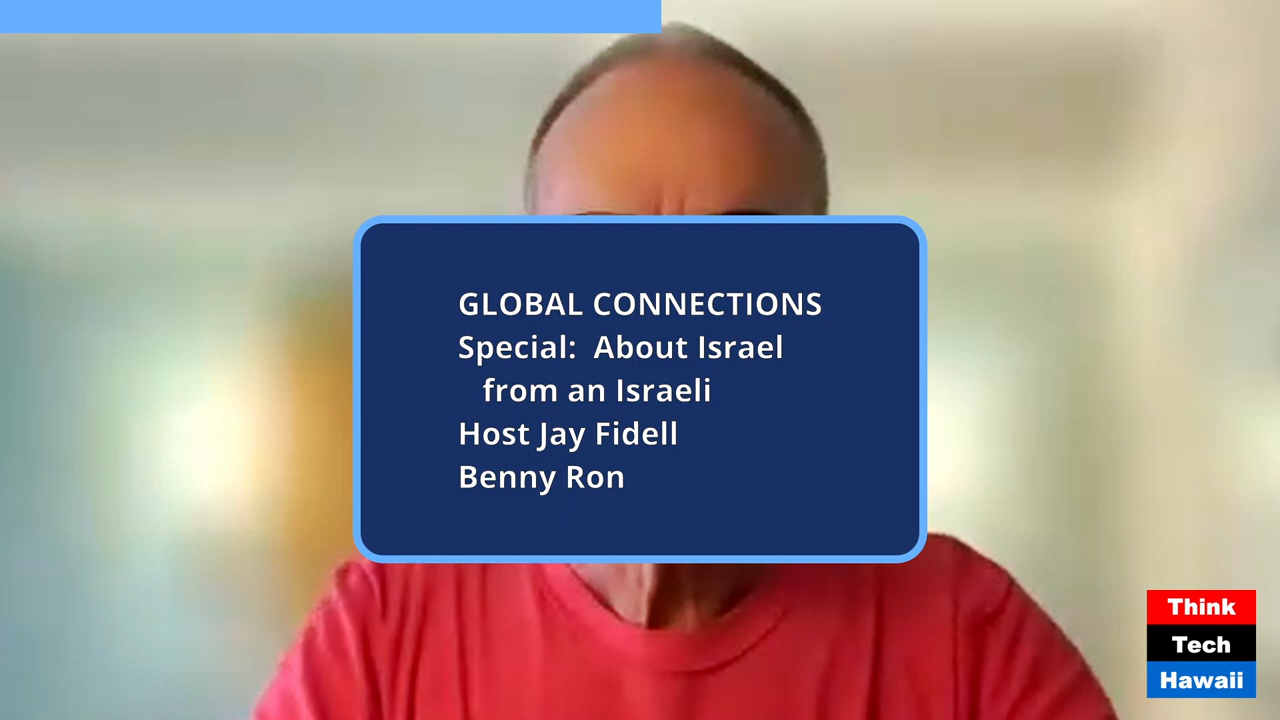 GLOBAL CONNECTIONS
Special: About Israel
from an Israeli
Host Jay Fidell
Benny Ron
Think
Tech
Hawaii